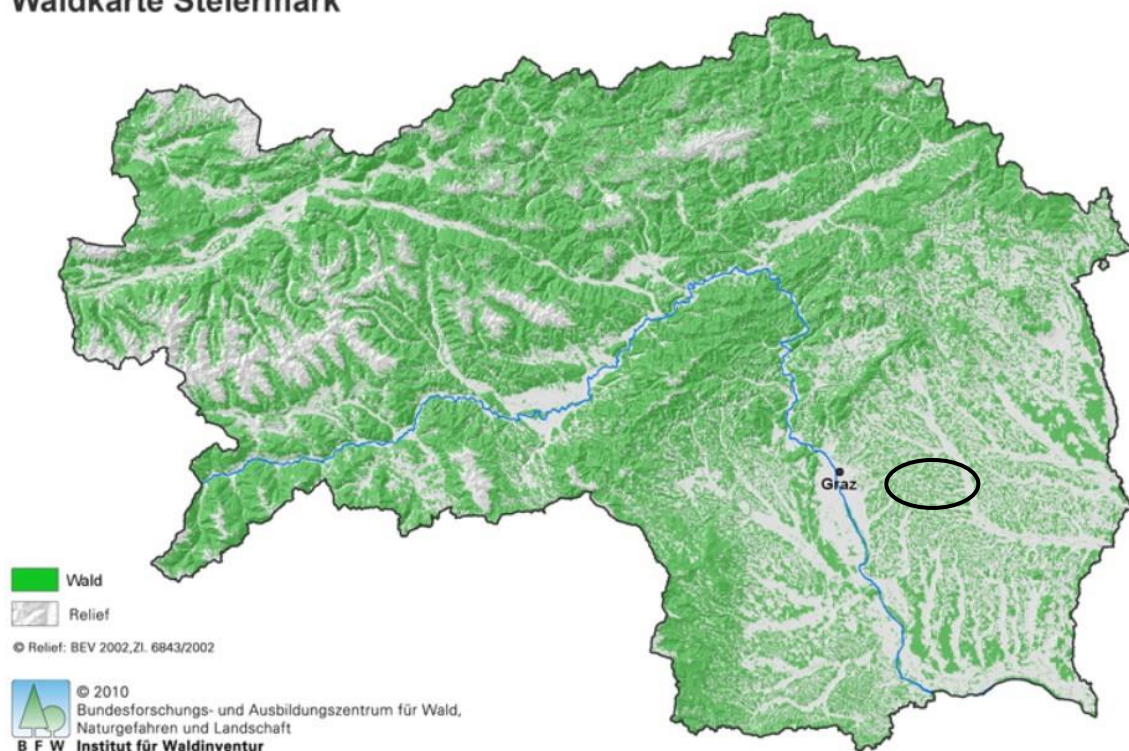 Waldkarte Steiermark
Graz
Wald
Relief
© Relief: BEV 2002,Zl. 6843/2002
© 2010
Bundesforschungs- und Ausbildungszentrum für Wald,
Naturgefahren und Landschaft
B F W Institut für Waldinventur